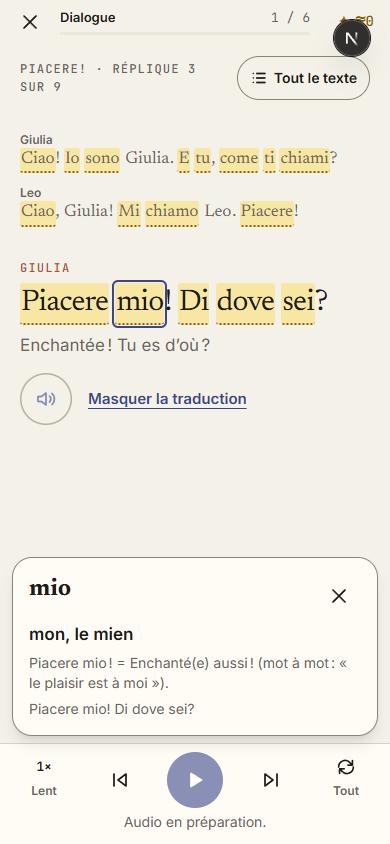 Dialogue
1 / 6
N
PIACERE! · RÉPLIQUE 3
SUR 9
Tout le texte
Giulia
Ciao! Io sono Giulia. E tu, come ti chiami?
Leo
Ciao, Giulia! Mi chiamo Leo. Piacere!
GIULIA
Piacere mio! Di dove sei?
Enchantée ! Tu es d’où ?
Masquer la traduction
mio
mon, le mien
Piacere mio! = Enchanté(e) aussi ! (mot à mot : «
le plaisir est à moi »).
Piacere mio! Di dove sei?
1×
Lent
Tout
Audio en préparation.